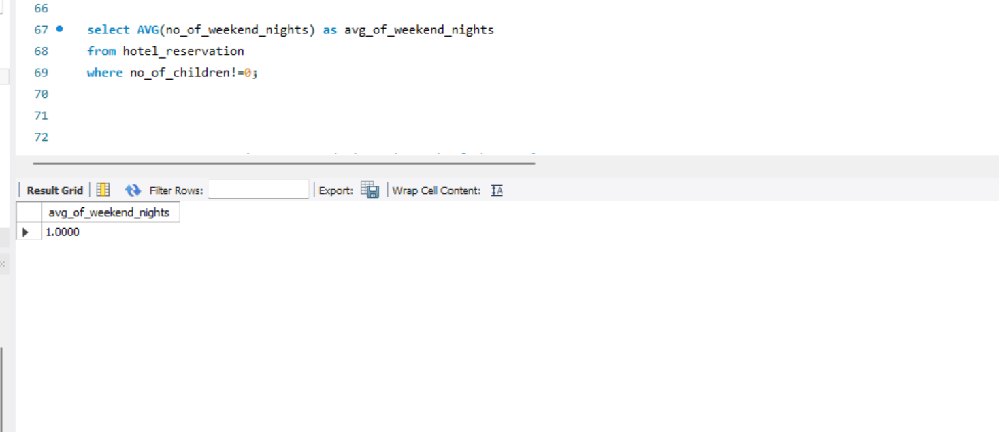 66
67 select AVG(no_of_weekend_nights) as avg_of_weekend_nights
68 from hotel_reservation
69 where no_of_children!=0;
70
71
72
Result Grid Filter Rows: Export: Wrap Cell Content: IA
avg_of_weekend_nights
1.0000